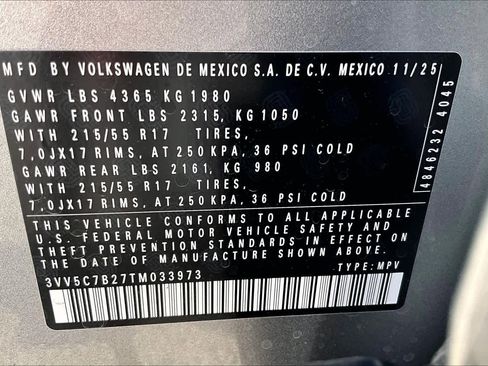 MFD BY VOLKSWAGEN DE MEXICO S.A. DE C.V. MEXICO 11/25
GVWR LBS 4365 KG 1980
GAWR FRONT LBS 2315, KG 1050
WITH 215/55 R17 TIRES,
7,0JX17 RIMS, AT 250 KPA, 36 PSI COLD
GAWR REAR LBS 2161, KG 980
WITH 215/55 R17 TIRES,
7,0JX17 RIMS, AT 250 KPA, 36 PSI COLD
THIS VEHICLE CONFORMS TO ALL APPLICABLE
U.S. FEDERAL MOTOR VEHICLE SAFETY AND
THEFT PREVENTION STANDARDS IN EFFECT ON
THE DATE OF MANUFACTURE SHOWN ABOVE.
3VV5C7B27TM033973
TYPE: MPV
4846232 4045